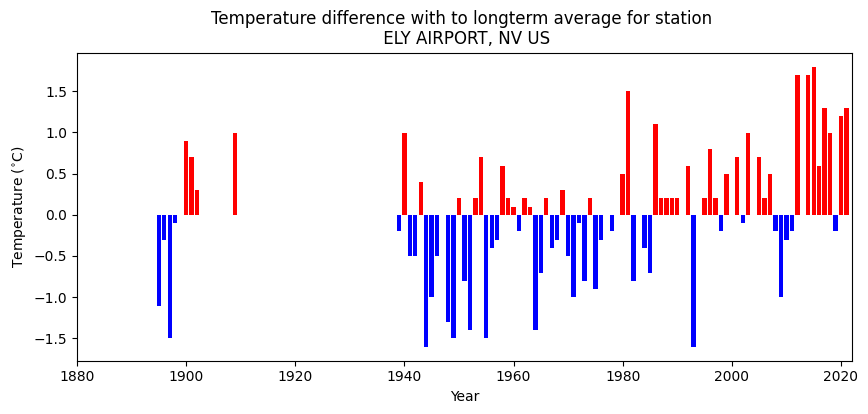 Temperature difference with to longterm average for station
ELY AIRPORT, NV US
Temperature (°C)
1.5
1.0
0.5
0.0
−0.5
−1.0
−1.5
1880 1900 1920 1940 1960 1980 2000 2020
Year